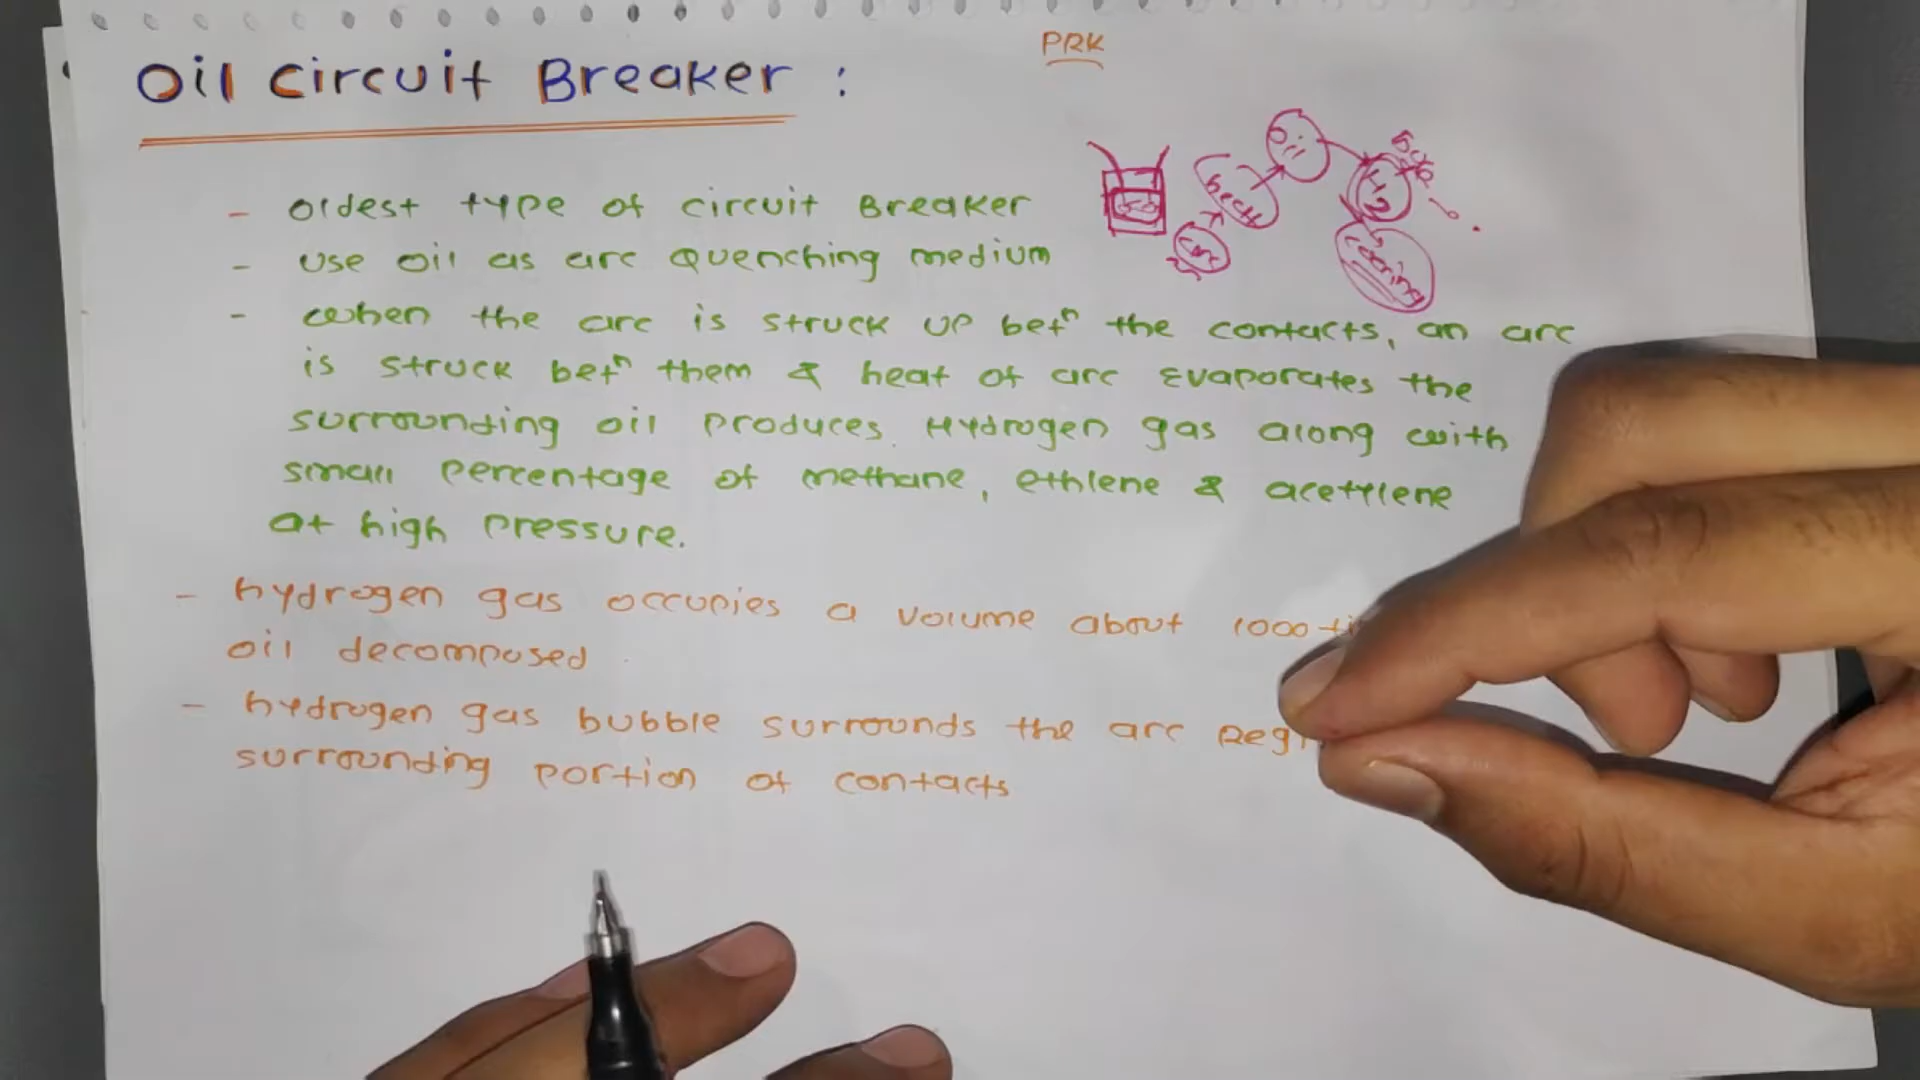 PRK
Oil Circuit Breaker :
- oldest type of circuit Breaker
- use oil as arc quenching medium
- when the arc is struck up betⁿ the contacts, an arc
is struck betⁿ them & heat of arc Evaporates the
surrounding oil produces Hydrogen gas along with
small percentage of methane, ethlene & acetylene
at high pressure.
- hydrogen gas occupies a volume about 1000
oil decomposed
- hydrogen gas bubble surrounds the arc
surrounding portion of contacts
oil
heat
H2
cooling